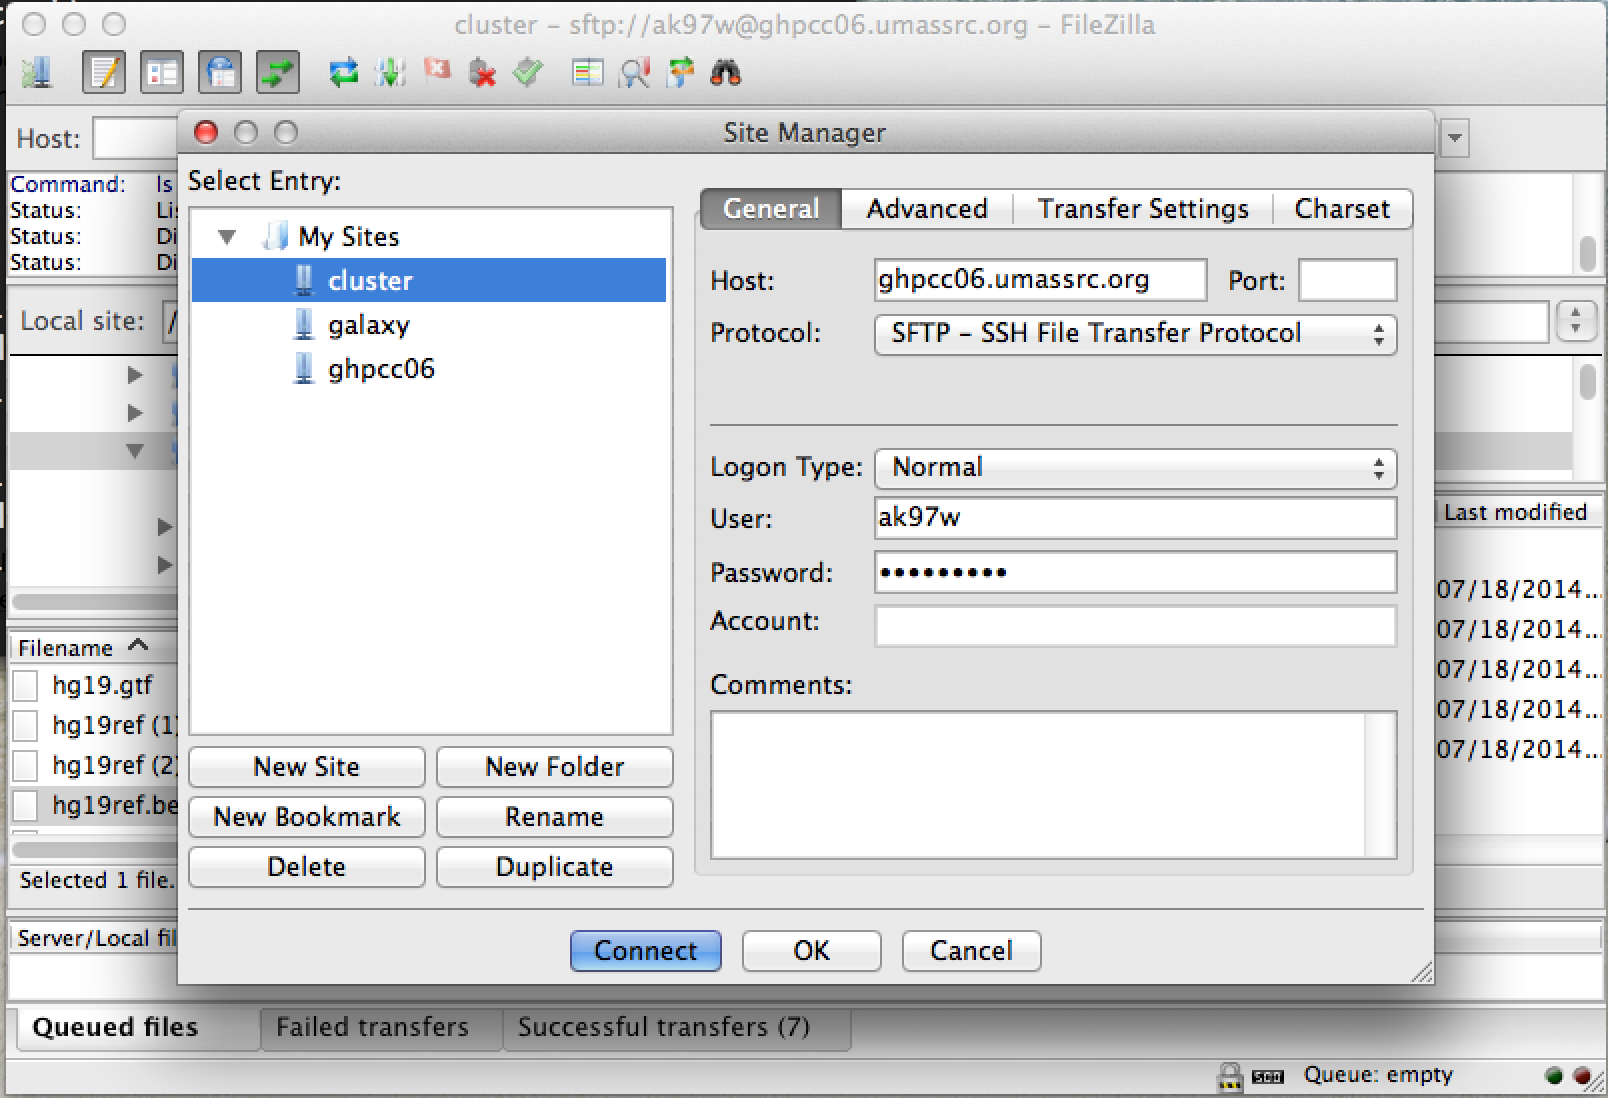 cluster – sftp://ak97w@ghpcc06.umassrc.org – FileZilla
Host:
Site Manager
Command: ls
Status: Lis
Status: Di
Status: Di
Local site: /
Select Entry:
My Sites
cluster
galaxy
ghpcc06
General Advanced Transfer Settings Charset
Host: ghpcc06.umassrc.org Port:
Protocol: SFTP – SSH File Transfer Protocol
Logon Type: Normal
User: ak97w
Password: •••••••••
Account:
Comments:
New Site New Folder
New Bookmark Rename
Delete Duplicate
Connect OK Cancel
Last modified
07/18/2014...
07/18/2014...
07/18/2014...
07/18/2014...
07/18/2014...
Filename
hg19.gtf
hg19ref (1)
hg19ref (2)
hg19ref.be
Selected 1 file.
Server/Local fil
Queued files Failed transfers Successful transfers (7)
Queue: empty